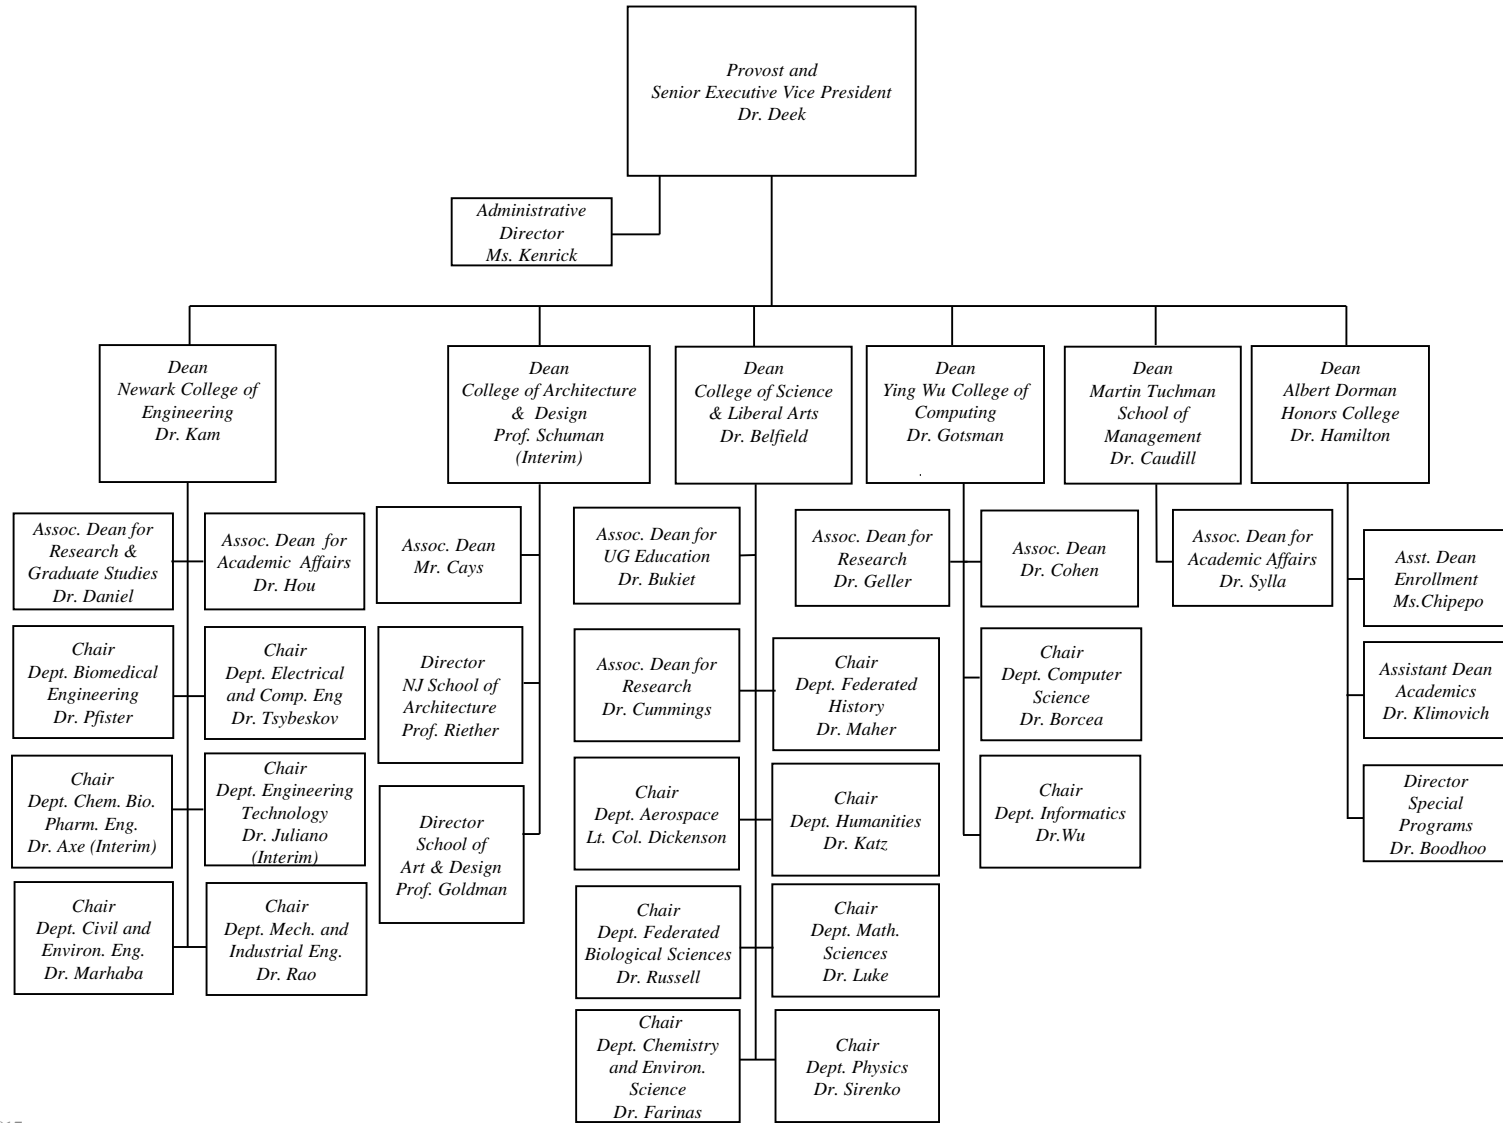 Provost and
Senior Executive Vice President
Dr. Deek
Administrative
Director
Ms. Kenrick
Dean
Newark College of
Engineering
Dr. Kam
Dean
College of Architecture
& Design
Prof. Schuman
(Interim)
Dean
College of Science
& Liberal Arts
Dr. Belfield
Dean
Ying Wu College of
Computing
Dr. Gotsman
.
Dean
Martin Tuchman
School of
Management
Dr. Caudill
Dean
Albert Dorman
Honors College
Dr. Hamilton
Assoc. Dean for
Research &
Graduate Studies
Dr. Daniel
Assoc. Dean for
Academic Affairs
Dr. Hou
Chair
Dept. Biomedical
Engineering
Dr. Pfister
Chair
Dept. Electrical
and Comp. Eng
Dr. Tsybeskov
Chair
Dept. Chem. Bio.
Pharm. Eng.
Dr. Axe (Interim)
Chair
Dept. Engineering
Technology
Dr. Juliano
(Interim)
Chair
Dept. Civil and
Environ. Eng.
Dr. Marhaba
Chair
Dept. Mech. and
Industrial Eng.
Dr. Rao
Assoc. Dean
Mr. Cays
Director
NJ School of
Architecture
Prof. Riether
Director
School of
Art & Design
Prof. Goldman
Assoc. Dean for
UG Education
Dr. Bukiet
Assoc. Dean for
Research
Dr. Cummings
Chair
Dept. Federated
History
Dr. Maher
Chair
Dept. Aerospace
Lt. Col. Dickenson
Chair
Dept. Humanities
Dr. Katz
Chair
Dept. Federated
Biological Sciences
Dr. Russell
Chair
Dept. Math.
Sciences
Dr. Luke
Chair
Dept. Chemistry
and Environ.
Science
Dr. Farinas
Chair
Dept. Physics
Dr. Sirenko
Assoc. Dean for
Research
Dr. Geller
Assoc. Dean
Dr. Cohen
Chair
Dept. Computer
Science
Dr. Borcea
Chair
Dept. Informatics
Dr.Wu
Assoc. Dean for
Academic Affairs
Dr. Sylla
Asst. Dean
Enrollment
Ms.Chipepo
Assistant Dean
Academics
Dr. Klimovich
Director
Special
Programs
Dr. Boodhoo